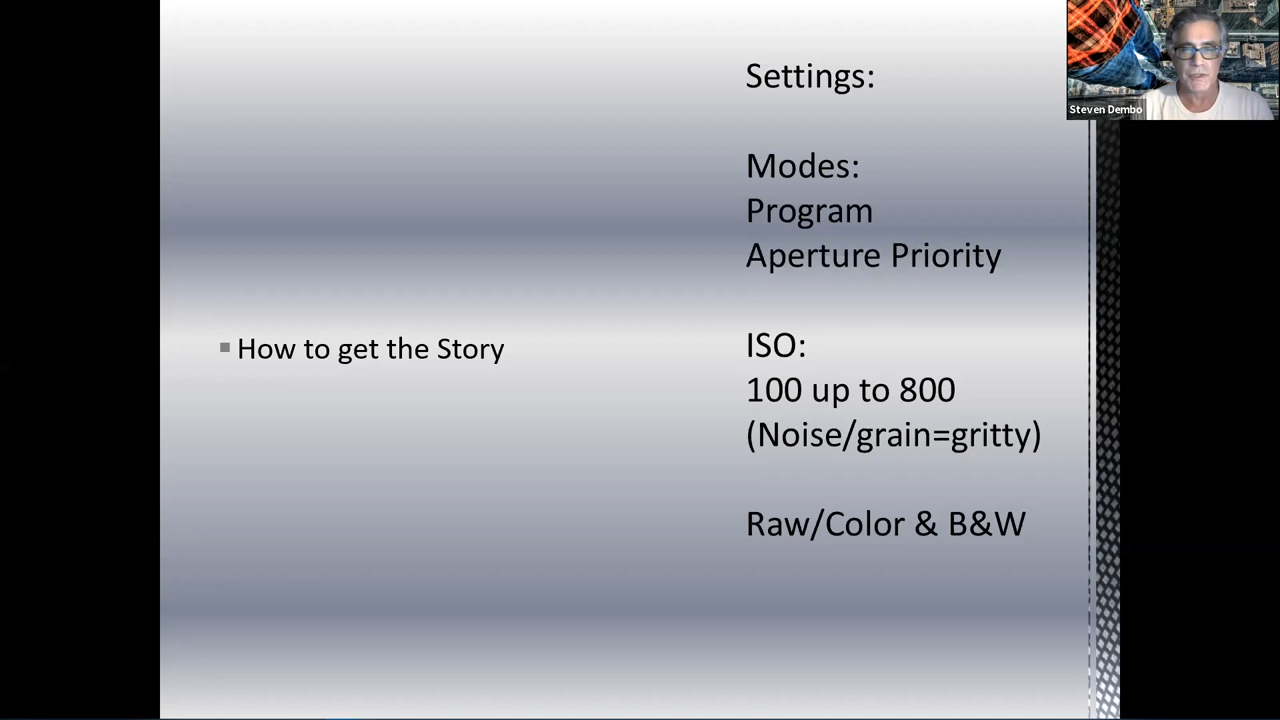 Settings:
Modes:
Program
Aperture Priority
How to get the Story
ISO:
100 up to 800
(Noise/grain=gritty)
Raw/Color & B&W
Steven Dembo